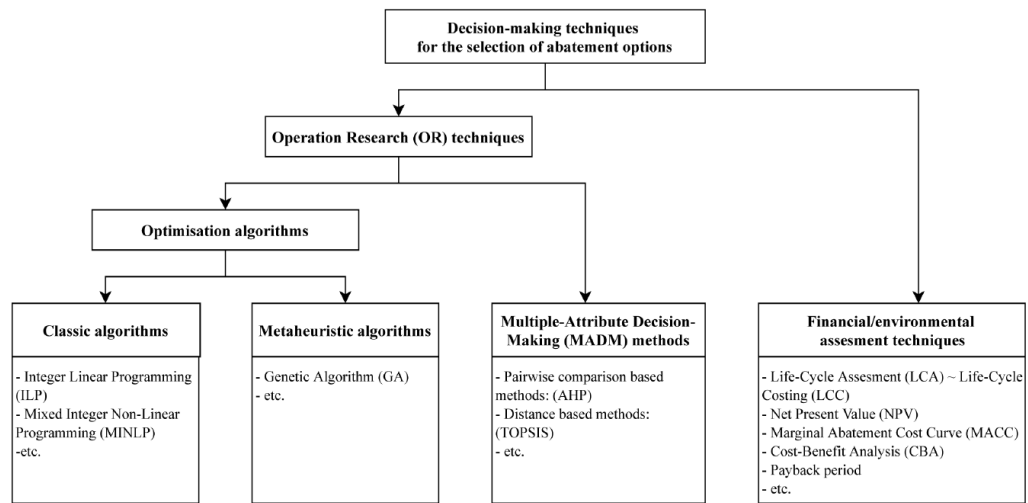 Decision-making techniques
for the selection of abatement options
Operation Research (OR) techniques
Optimisation algorithms
Classic algorithms
- Integer Linear Programming
(ILP)
- Mixed Integer Non-Linear
Programming (MINLP)
-etc.
Metaheuristic algorithms
- Genetic Algorithm (GA)
- etc.
Multiple-Attribute Decision-
Making (MADM) methods
- Pairwise comparison based
methods: (AHP)
- Distance based methods:
(TOPSIS)
- etc.
Financial/environmental
assesment techniques
- Life-Cycle Assesment (LCA) ~ Life-Cycle
Costing (LCC)
- Net Present Value (NPV)
- Marginal Abatement Cost Curve (MACC)
- Cost-Benefit Analysis (CBA)
- Payback period
- etc.